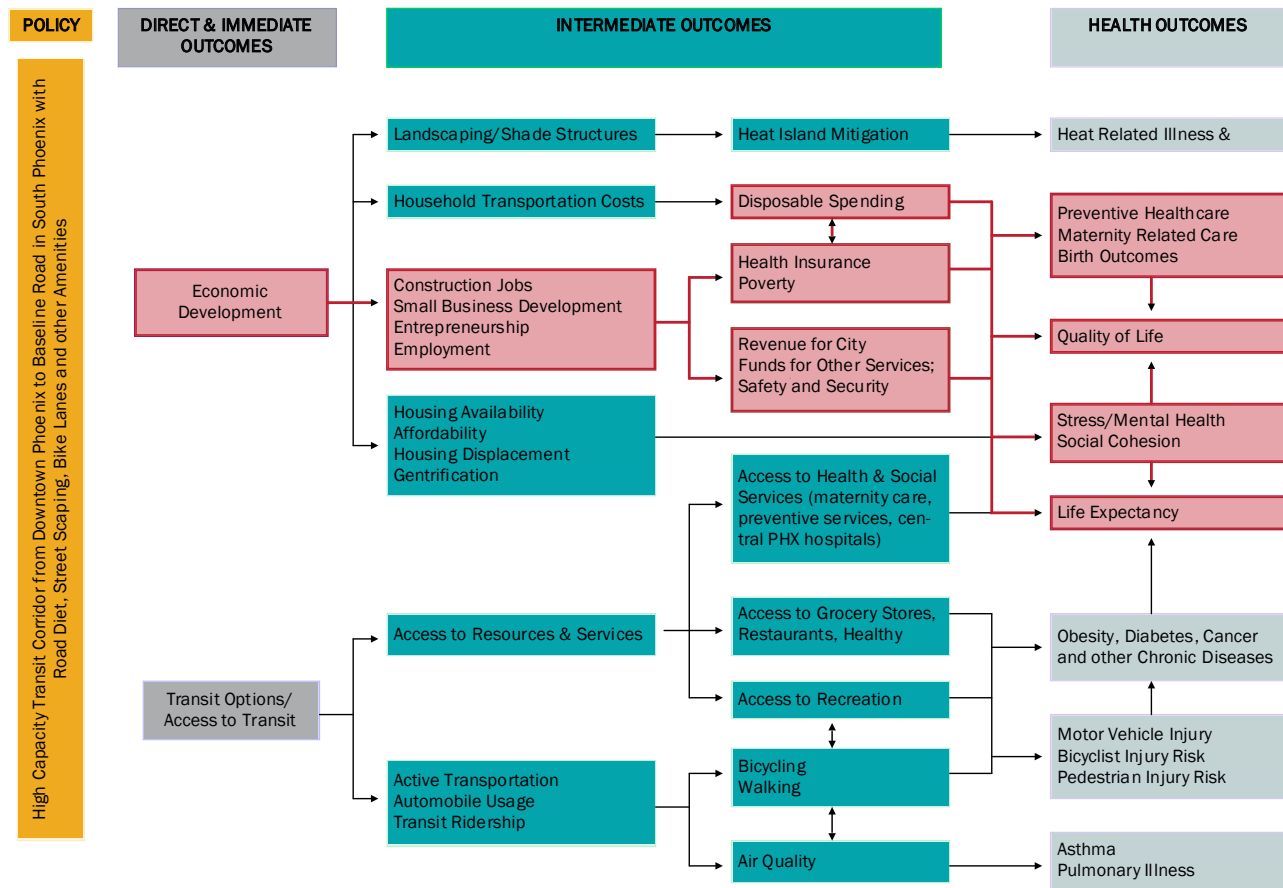 POLICY
DIRECT & IMMEDIATE
OUTCOMES
INTERMEDIATE OUTCOMES
HEALTH OUTCOMES
High Capacity Transit Corridor from Downtown Phoenix to Baseline Road in South Phoenix with
Road Diet, Street Scaping, Bike Lanes and other Amenities
Landscaping/Shade Structures
Heat Island Mitigation
Heat Related Illness &
Household Transportation Costs
Disposable Spending
Preventive Healthcare
Maternity Related Care
Birth Outcomes
Economic
Development
Construction Jobs
Small Business Development
Entrepreneurship
Employment
Health Insurance
Poverty
Revenue for City
Funds for Other Services;
Safety and Security
Quality of Life
Housing Availability
Affordability
Housing Displacement
Gentrification
Stress/Mental Health
Social Cohesion
Access to Health & Social
Services (maternity care,
preventive services, cen-
tral PHX hospitals)
Life Expectancy
Transit Options/
Access to Transit
Access to Resources & Services
Access to Grocery Stores,
Restaurants, Healthy
Obesity, Diabetes, Cancer
and other Chronic Diseases
Access to Recreation
Active Transportation
Automobile Usage
Transit Ridership
Bicycling
Walking
Motor Vehicle Injury
Bicyclist Injury Risk
Pedestrian Injury Risk
Air Quality
Asthma
Pulmonary Illness